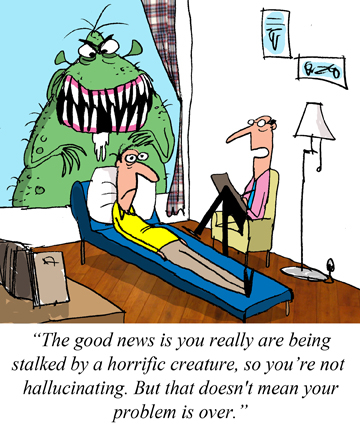 “The good news is you really are being
stalked by a horrific creature, so you’re not
hallucinating. But that doesn't mean your
problem is over.”